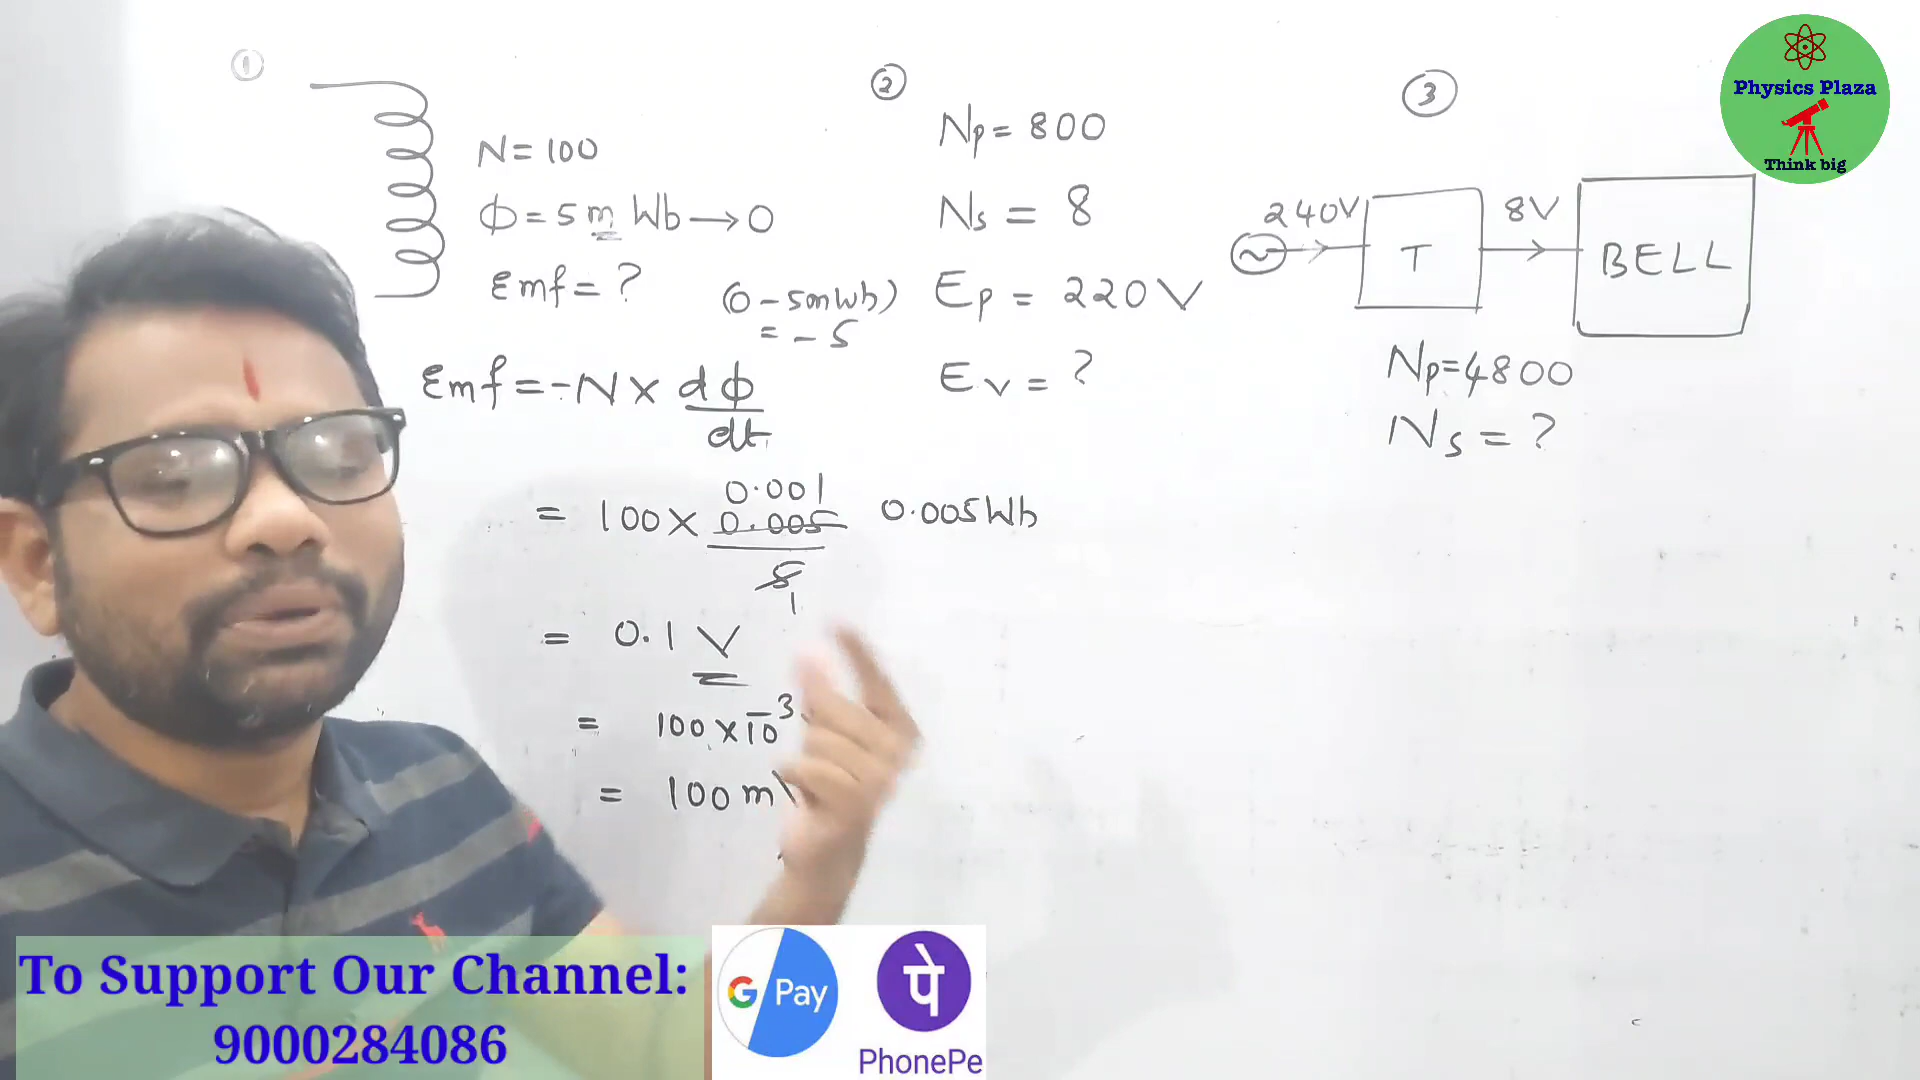 ①
N = 100
Φ = 5 m Wb → 0
Emf = ?
(0 - 5mWb)
= - 5
Emf = - N × dΦ/dt
= 100 × 0.001
0.005
5
1
0.005 Wb
= 0.1 V
= 100 × 10⁻³
= 100 m
②
Np = 800
Ns = 8
Ep = 220 V
Ev = ?
③
240V
T
8V
BELL
Np = 4800
Ns = ?
Physics Plaza
Think big
To Support Our Channel:
9000284086
G Pay
पे
PhonePe